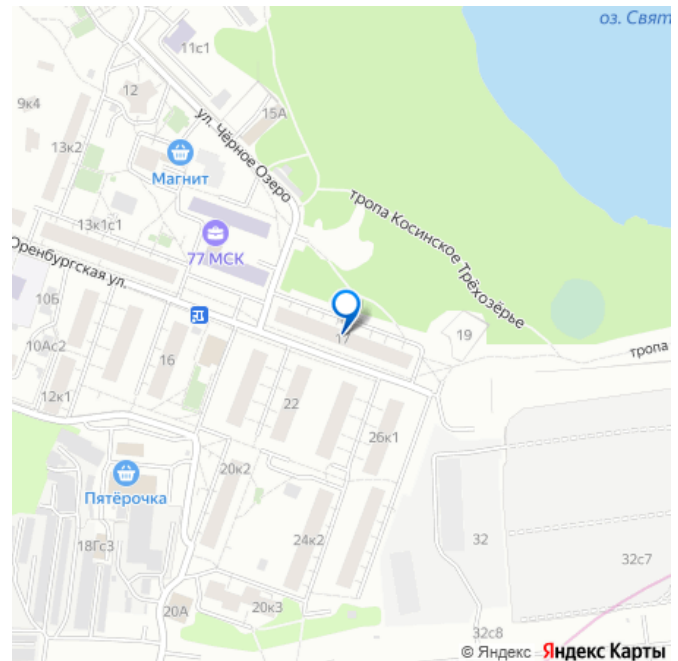 оз. Свят
11с1
12
9к4
15А
ул. Чёрное Озеро
13к2
Магнит
тропа Косинское Трёхозёрье
13к1с1
77 МСК
Оренбургская ул.
10Б
17
19
10Ас2
16
тропа
12к1
22
26к1
20к2
Пятёрочка
24к2
32
18Гс3
32с7
20А
20к3
32с8
© Яндекс Яндекс Карты